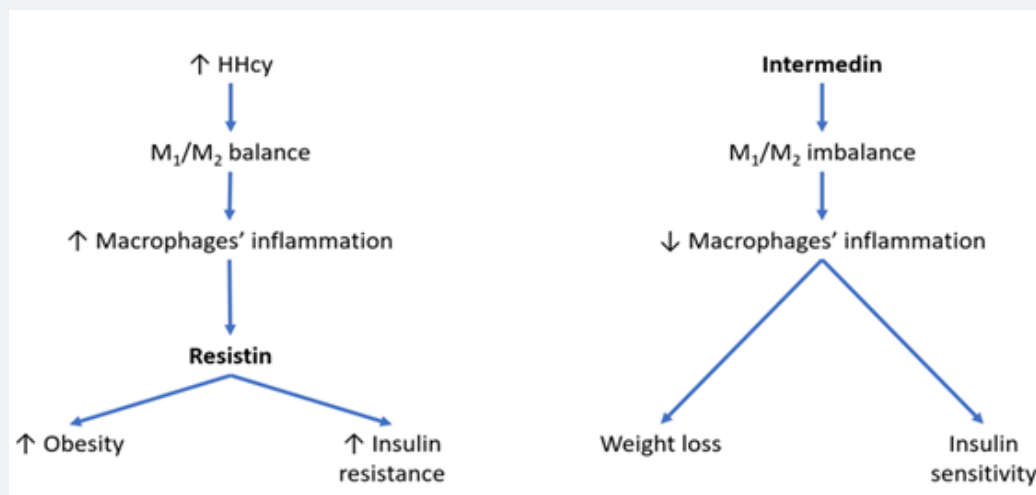 ↑ HHcy
M₁/M₂ balance
↑ Macrophages’ inflammation
Resistin
↑ Obesity
↑ Insulin
resistance
Intermedin
M₁/M₂ imbalance
↓ Macrophages’ inflammation
Weight loss
Insulin
sensitivity